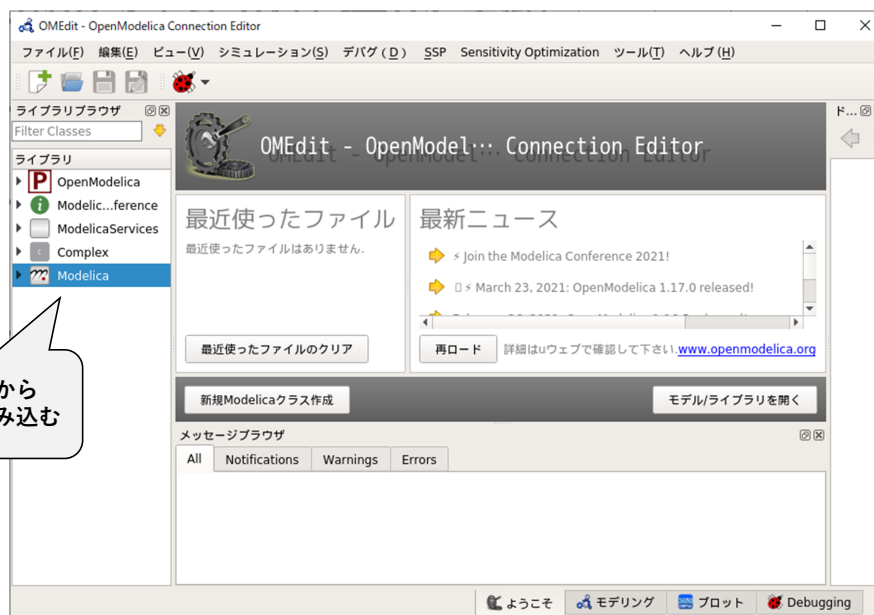 OMEdit - OpenModelica Connection Editor
ファイル(F) 編集(E) ビュー(V) シミュレーション(S) デバグ(D) SSP Sensitivity Optimization ツール(T) ヘルプ(H)
ライブラリブラウザ
Filter Classes
ライブラリ
OpenModelica
Modelic...ference
ModelicaServices
Complex
Modelica
から
み込む
OMEdit - OpenModel… Connection Editor
最近使ったファイル
最近使ったファイルはありません.
最近使ったファイルのクリア
最新ニュース
⚡ Join the Modelica Conference 2021!
⚡ March 23, 2021: OpenModelica 1.17.0 released!
再ロード 詳細はuウェブで確認して下さい.www.openmodelica.org
新規Modelicaクラス作成 モデル/ライブラリを開く
メッセージブラウザ
All Notifications Warnings Errors
ド...
ようこそ モデリング プロット Debugging